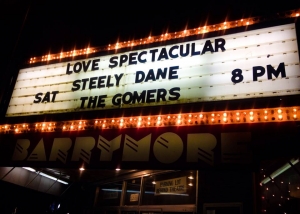 LOVE SPECTACULAR
STEELY DANE
SAT 8 PM
THE GOMERS
BARRYMORE